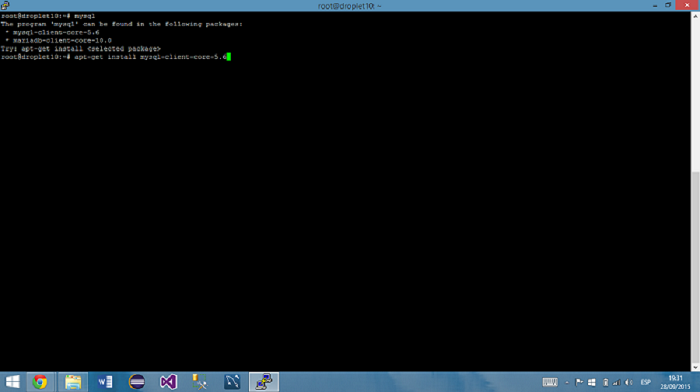 root@droplet10: ~
root@droplet10:~# mysql
The program 'mysql' can be found in the following packages:
 * mysql-client-core-5.6
 * mariadb-client-core-10.0
Try: apt-get install <selected package>
root@droplet10:~# apt-get install mysql-client-core-5.6
ESP
19:31
28/08/2015